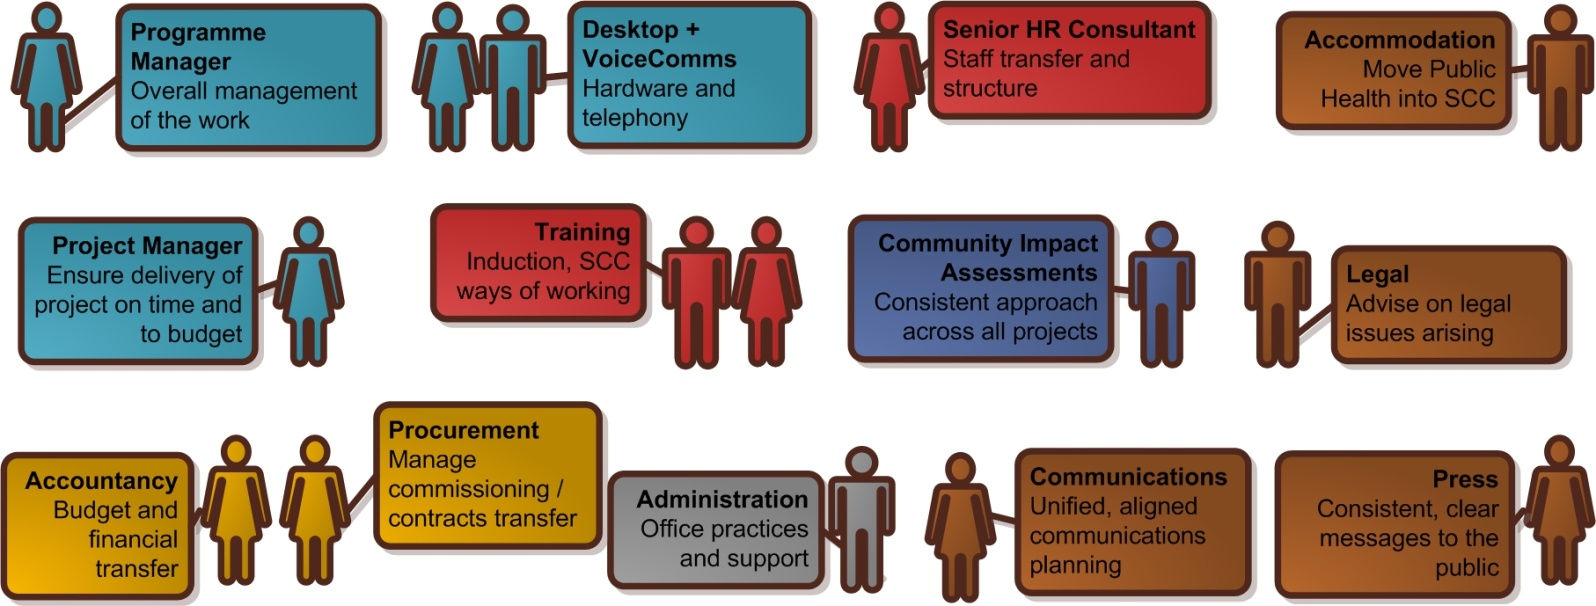 Programme
Manager
Overall management
of the work
Desktop +
VoiceComms
Hardware and
telephony
Senior HR Consultant
Staff transfer and
structure
Accommodation
Move Public
Health into SCC
Project Manager
Ensure delivery of
project on time and
to budget
Training
Induction, SCC
ways of working
Community Impact
Assessments
Consistent approach
across all projects
Legal
Advise on legal
issues arising
Accountancy
Budget and
financial
transfer
Procurement
Manage
commissioning /
contracts transfer
Administration
Office practices
and support
Communications
Unified, aligned
communications
planning
Press
Consistent, clear
messages to the
public